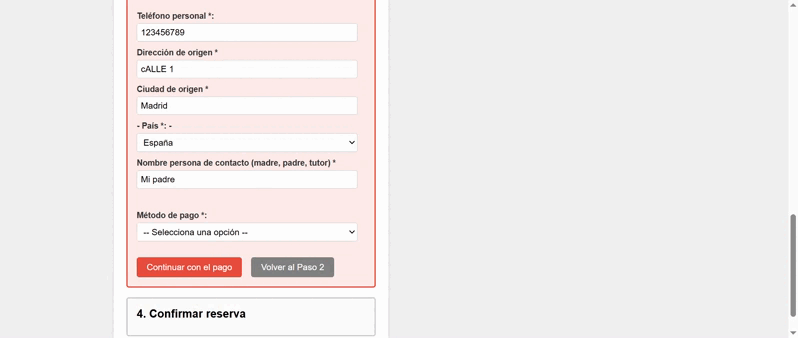 Teléfono personal *:
123456789
Dirección de origen *
cALLE 1
Ciudad de origen *
Madrid
- País *: -
España
Nombre persona de contacto (madre, padre, tutor) *
Mi padre
Método de pago *:
-- Selecciona una opción --
Continuar con el pago
Volver al Paso 2
4. Confirmar reserva